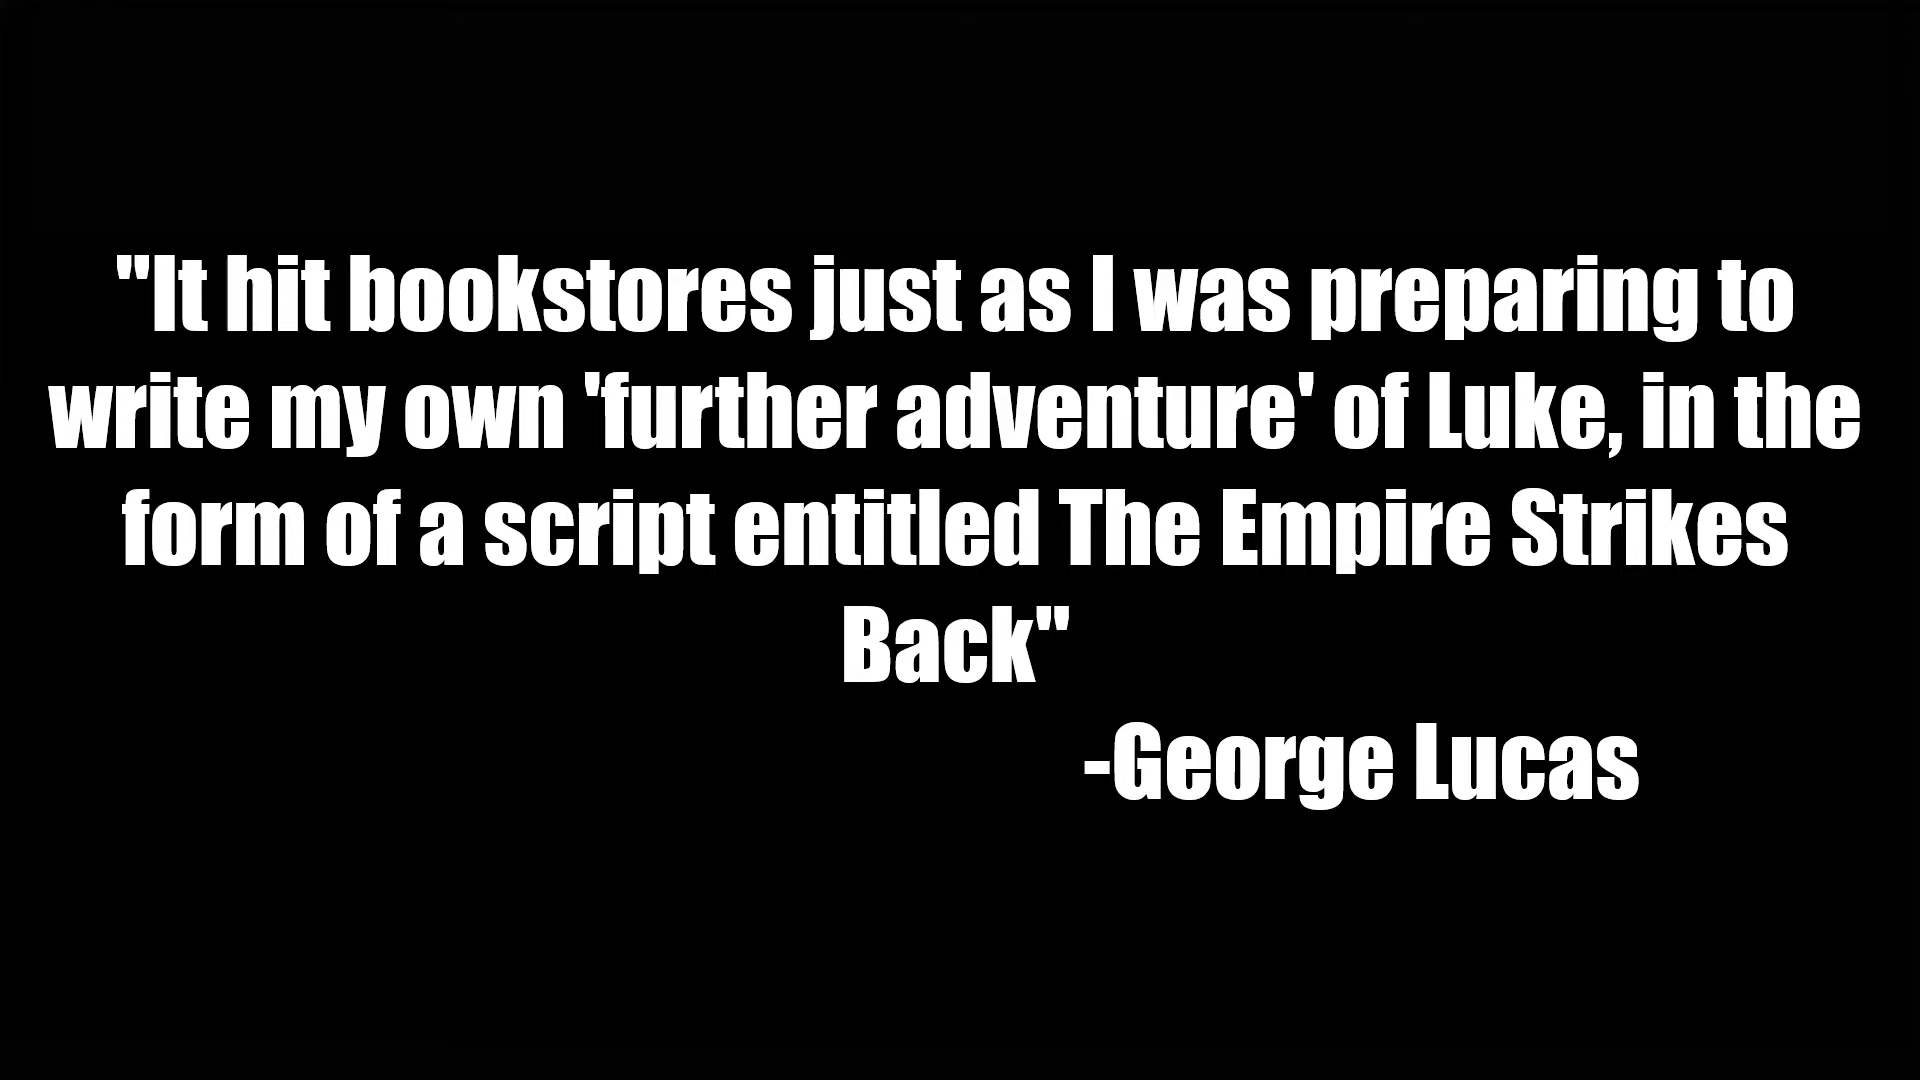 "It hit bookstores just as I was preparing to
write my own 'further adventure' of Luke, in the
form of a script entitled The Empire Strikes
Back"
-George Lucas